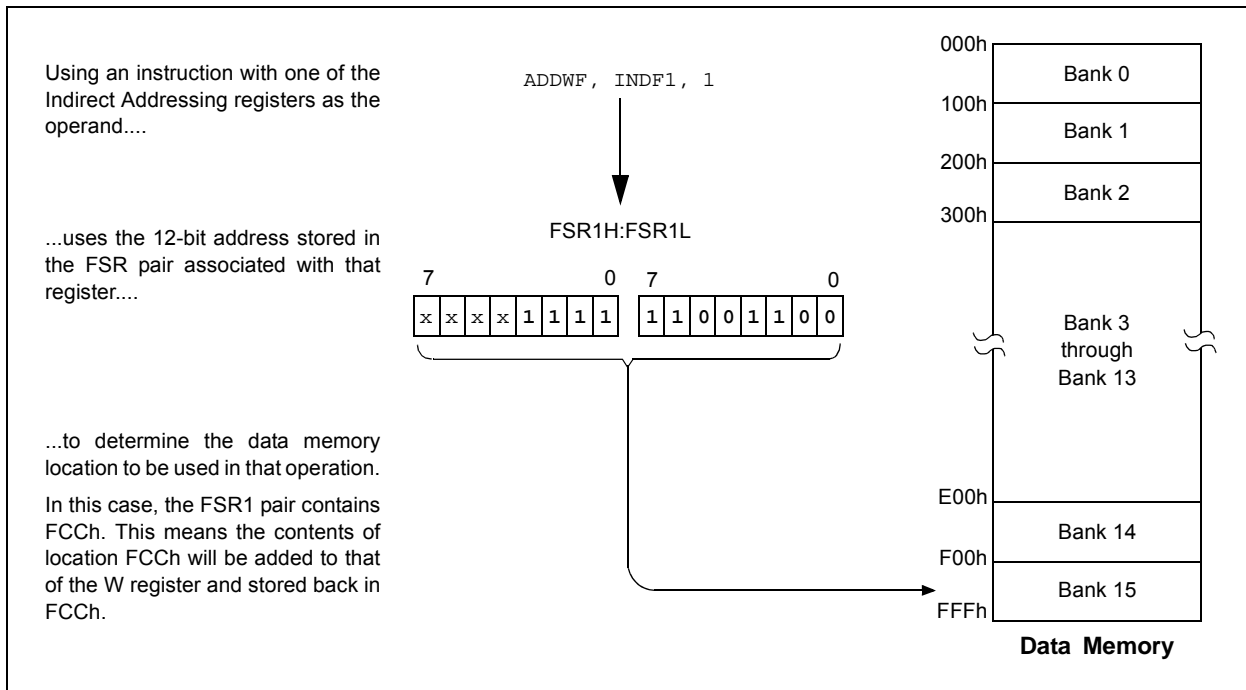 Using an instruction with one of the
Indirect Addressing registers as the
operand....
ADDWF, INDF1, 1
...uses the 12-bit address stored in
the FSR pair associated with that
register....
FSR1H:FSR1L
7 0 7 0
x x x x 1 1 1 1 1 1 0 0 1 1 0 0
...to determine the data memory
location to be used in that operation.
In this case, the FSR1 pair contains
FCCh. This means the contents of
location FCCh will be added to that
of the W register and stored back in
FCCh.
000h
Bank 0
100h
Bank 1
200h
Bank 2
300h
Bank 3
through
Bank 13
E00h
Bank 14
F00h
Bank 15
FFFh
Data Memory